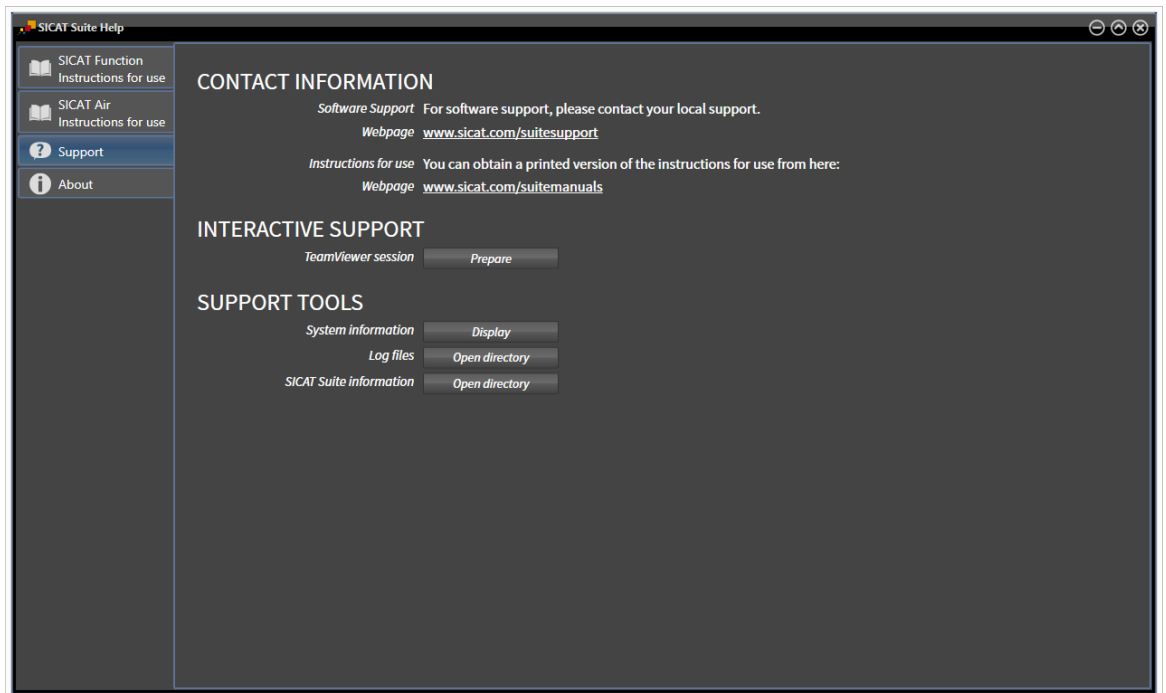 SICAT Suite Help
SICAT Function
Instructions for use
SICAT Air
Instructions for use
Support
About
CONTACT INFORMATION
Software Support For software support, please contact your local support.
Webpage www.sicat.com/suitesupport
Instructions for use You can obtain a printed version of the instructions for use from here:
Webpage www.sicat.com/suitemanuals
INTERACTIVE SUPPORT
TeamViewer session Prepare
SUPPORT TOOLS
System information Display
Log files Open directory
SICAT Suite information Open directory